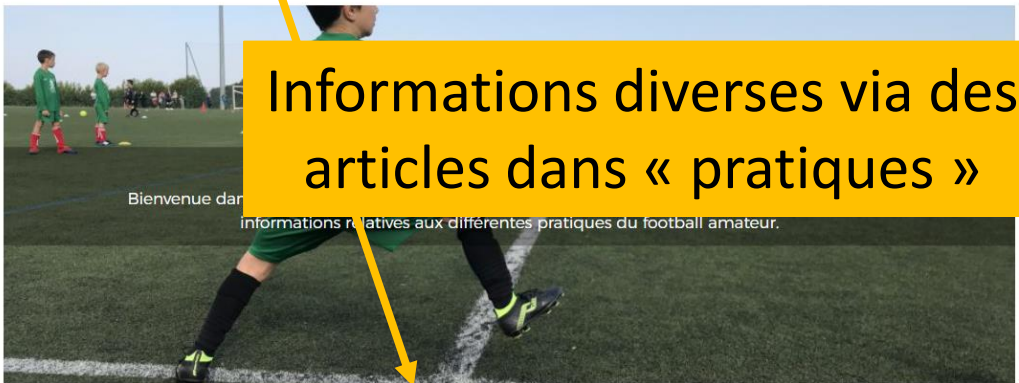 Informations diverses via des
articles dans « pratiques »
Bienvenue dan
informations relatives aux différentes pratiques du football amateur.